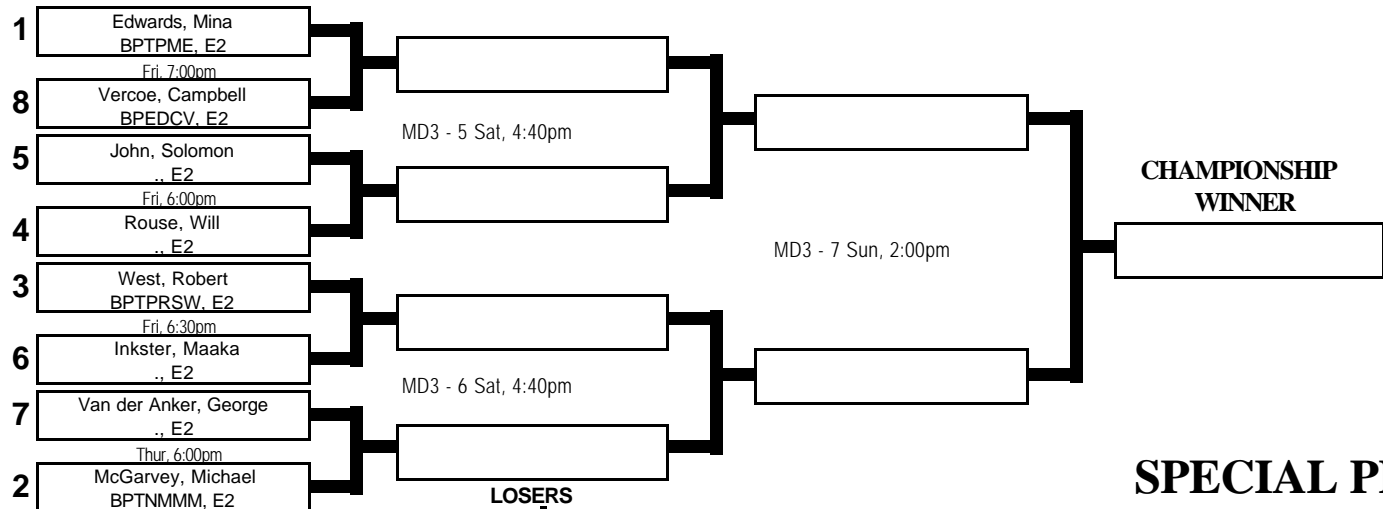 1
Edwards, Mina
BPTPME, E2
Fri, 7:00pm
8
Vercoe, Campbell
BPEDCV, E2
MD3 - 5 Sat, 4:40pm
5
John, Solomon
., E2
Fri, 6:00pm
4
Rouse, Will
., E2
CHAMPIONSHIP
WINNER
MD3 - 7 Sun, 2:00pm
3
West, Robert
BPTPRSW, E2
Fri, 6:30pm
6
Inkster, Maaka
., E2
MD3 - 6 Sat, 4:40pm
7
Van der Anker, George
., E2
Thur, 6:00pm
2
McGarvey, Michael
BPTNMMM, E2
LOSERS
SPECIAL